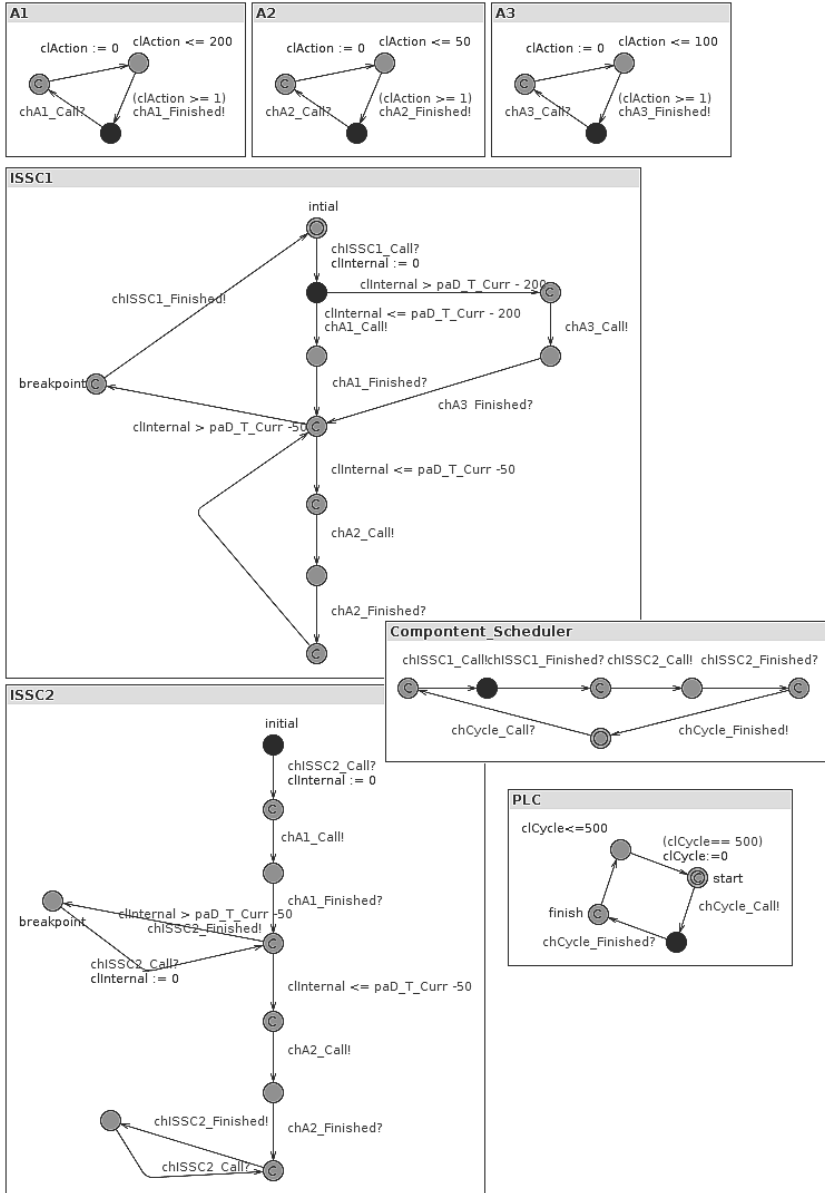 A1
clAction := 0
clAction <= 200
C
chA1_Call?
(clAction >= 1)
chA1_Finished!
A2
clAction := 0
clAction <= 50
C
chA2_Call?
(clAction >= 1)
chA2_Finished!
A3
clAction := 0
clAction <= 100
C
chA3_Call?
(clAction >= 1)
chA3_Finished!
ISSC1
intial
chISSC1_Call?
clInternal := 0
clInternal > paD_T_Curr - 200
C
chISSC1_Finished!
clInternal <= paD_T_Curr - 200
chA1_Call!
chA3_Call!
breakpoint
C
chA1_Finished?
chA3_Finished?
clInternal > paD_T_Curr -50
C
clInternal <= paD_T_Curr -50
C
chA2_Call!
chA2_Finished?
C
Compontent_Scheduler
chISSC1_Call!
chISSC1_Finished?
chISSC2_Call!
chISSC2_Finished?
C
C
C
chCycle_Call?
chCycle_Finished!
ISSC2
initial
chISSC2_Call?
clInternal := 0
C
chA1_Call!
chA1_Finished?
breakpoint
clInternal > paD_T_Curr -50
chISSC2_Finished!
C
chISSC2_Call?
clInternal := 0
clInternal <= paD_T_Curr -50
C
chA2_Call!
chISSC2_Finished!
chA2_Finished?
chISSC2_Call?
C
PLC
clCycle<=500
(clCycle== 500)
clCycle:=0
C
start
chCycle_Call!
finish
C
chCycle_Finished?